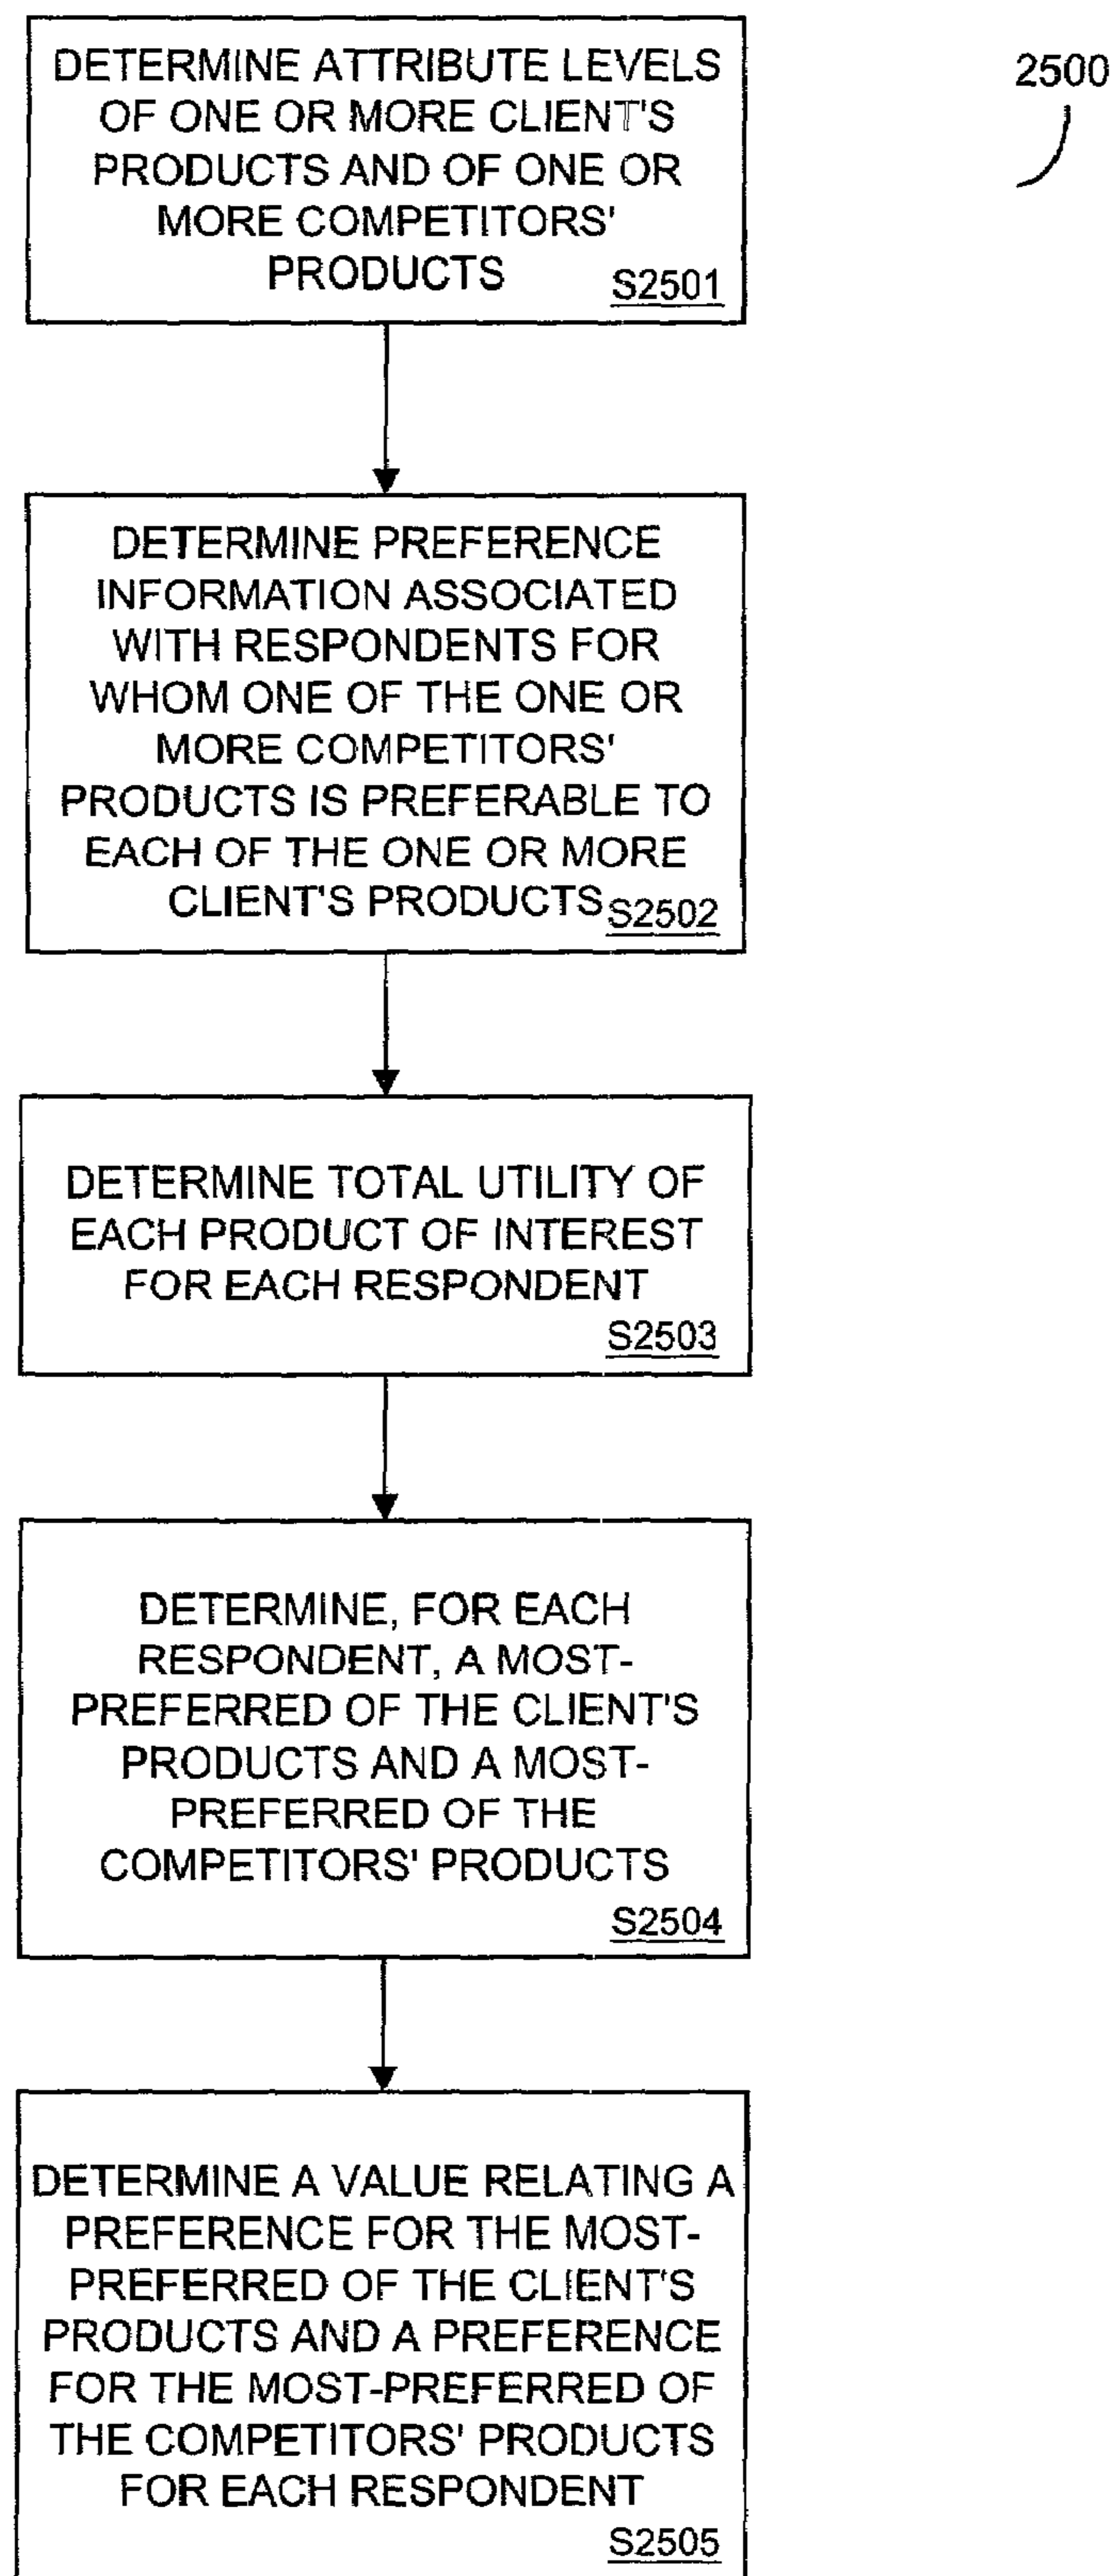 DETERMINE ATTRIBUTE LEVELS
OF ONE OR MORE CLIENT'S
PRODUCTS AND OF ONE OR
MORE COMPETITORS'
PRODUCTS
S2501
2500
DETERMINE PREFERENCE
INFORMATION ASSOCIATED
WITH RESPONDENTS FOR
WHOM ONE OF THE ONE OR
MORE COMPETITORS'
PRODUCTS IS PREFERABLE TO
EACH OF THE ONE OR MORE
CLIENT'S PRODUCTS
S2502
DETERMINE TOTAL UTILITY OF
EACH PRODUCT OF INTEREST
FOR EACH RESPONDENT
S2503
DETERMINE, FOR EACH
RESPONDENT, A MOST-
PREFERRED OF THE CLIENT'S
PRODUCTS AND A MOST-
PREFERRED OF THE
COMPETITORS' PRODUCTS
S2504
DETERMINE A VALUE RELATING A
PREFERENCE FOR THE MOST-
PREFERRED OF THE CLIENT'S
PRODUCTS AND A PREFERENCE
FOR THE MOST-PREFERRED OF
THE COMPETITORS' PRODUCTS
FOR EACH RESPONDENT
S2505